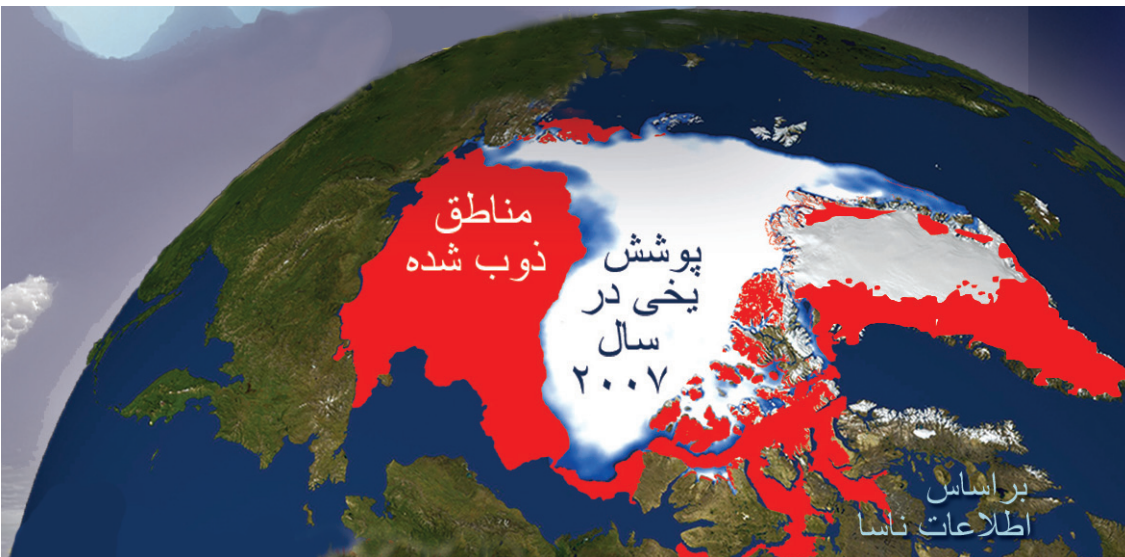 مناطق
ذوب شده
پوشش
یخی در
سال
۲۰۰۷
براساس
اطلاعات ناسا